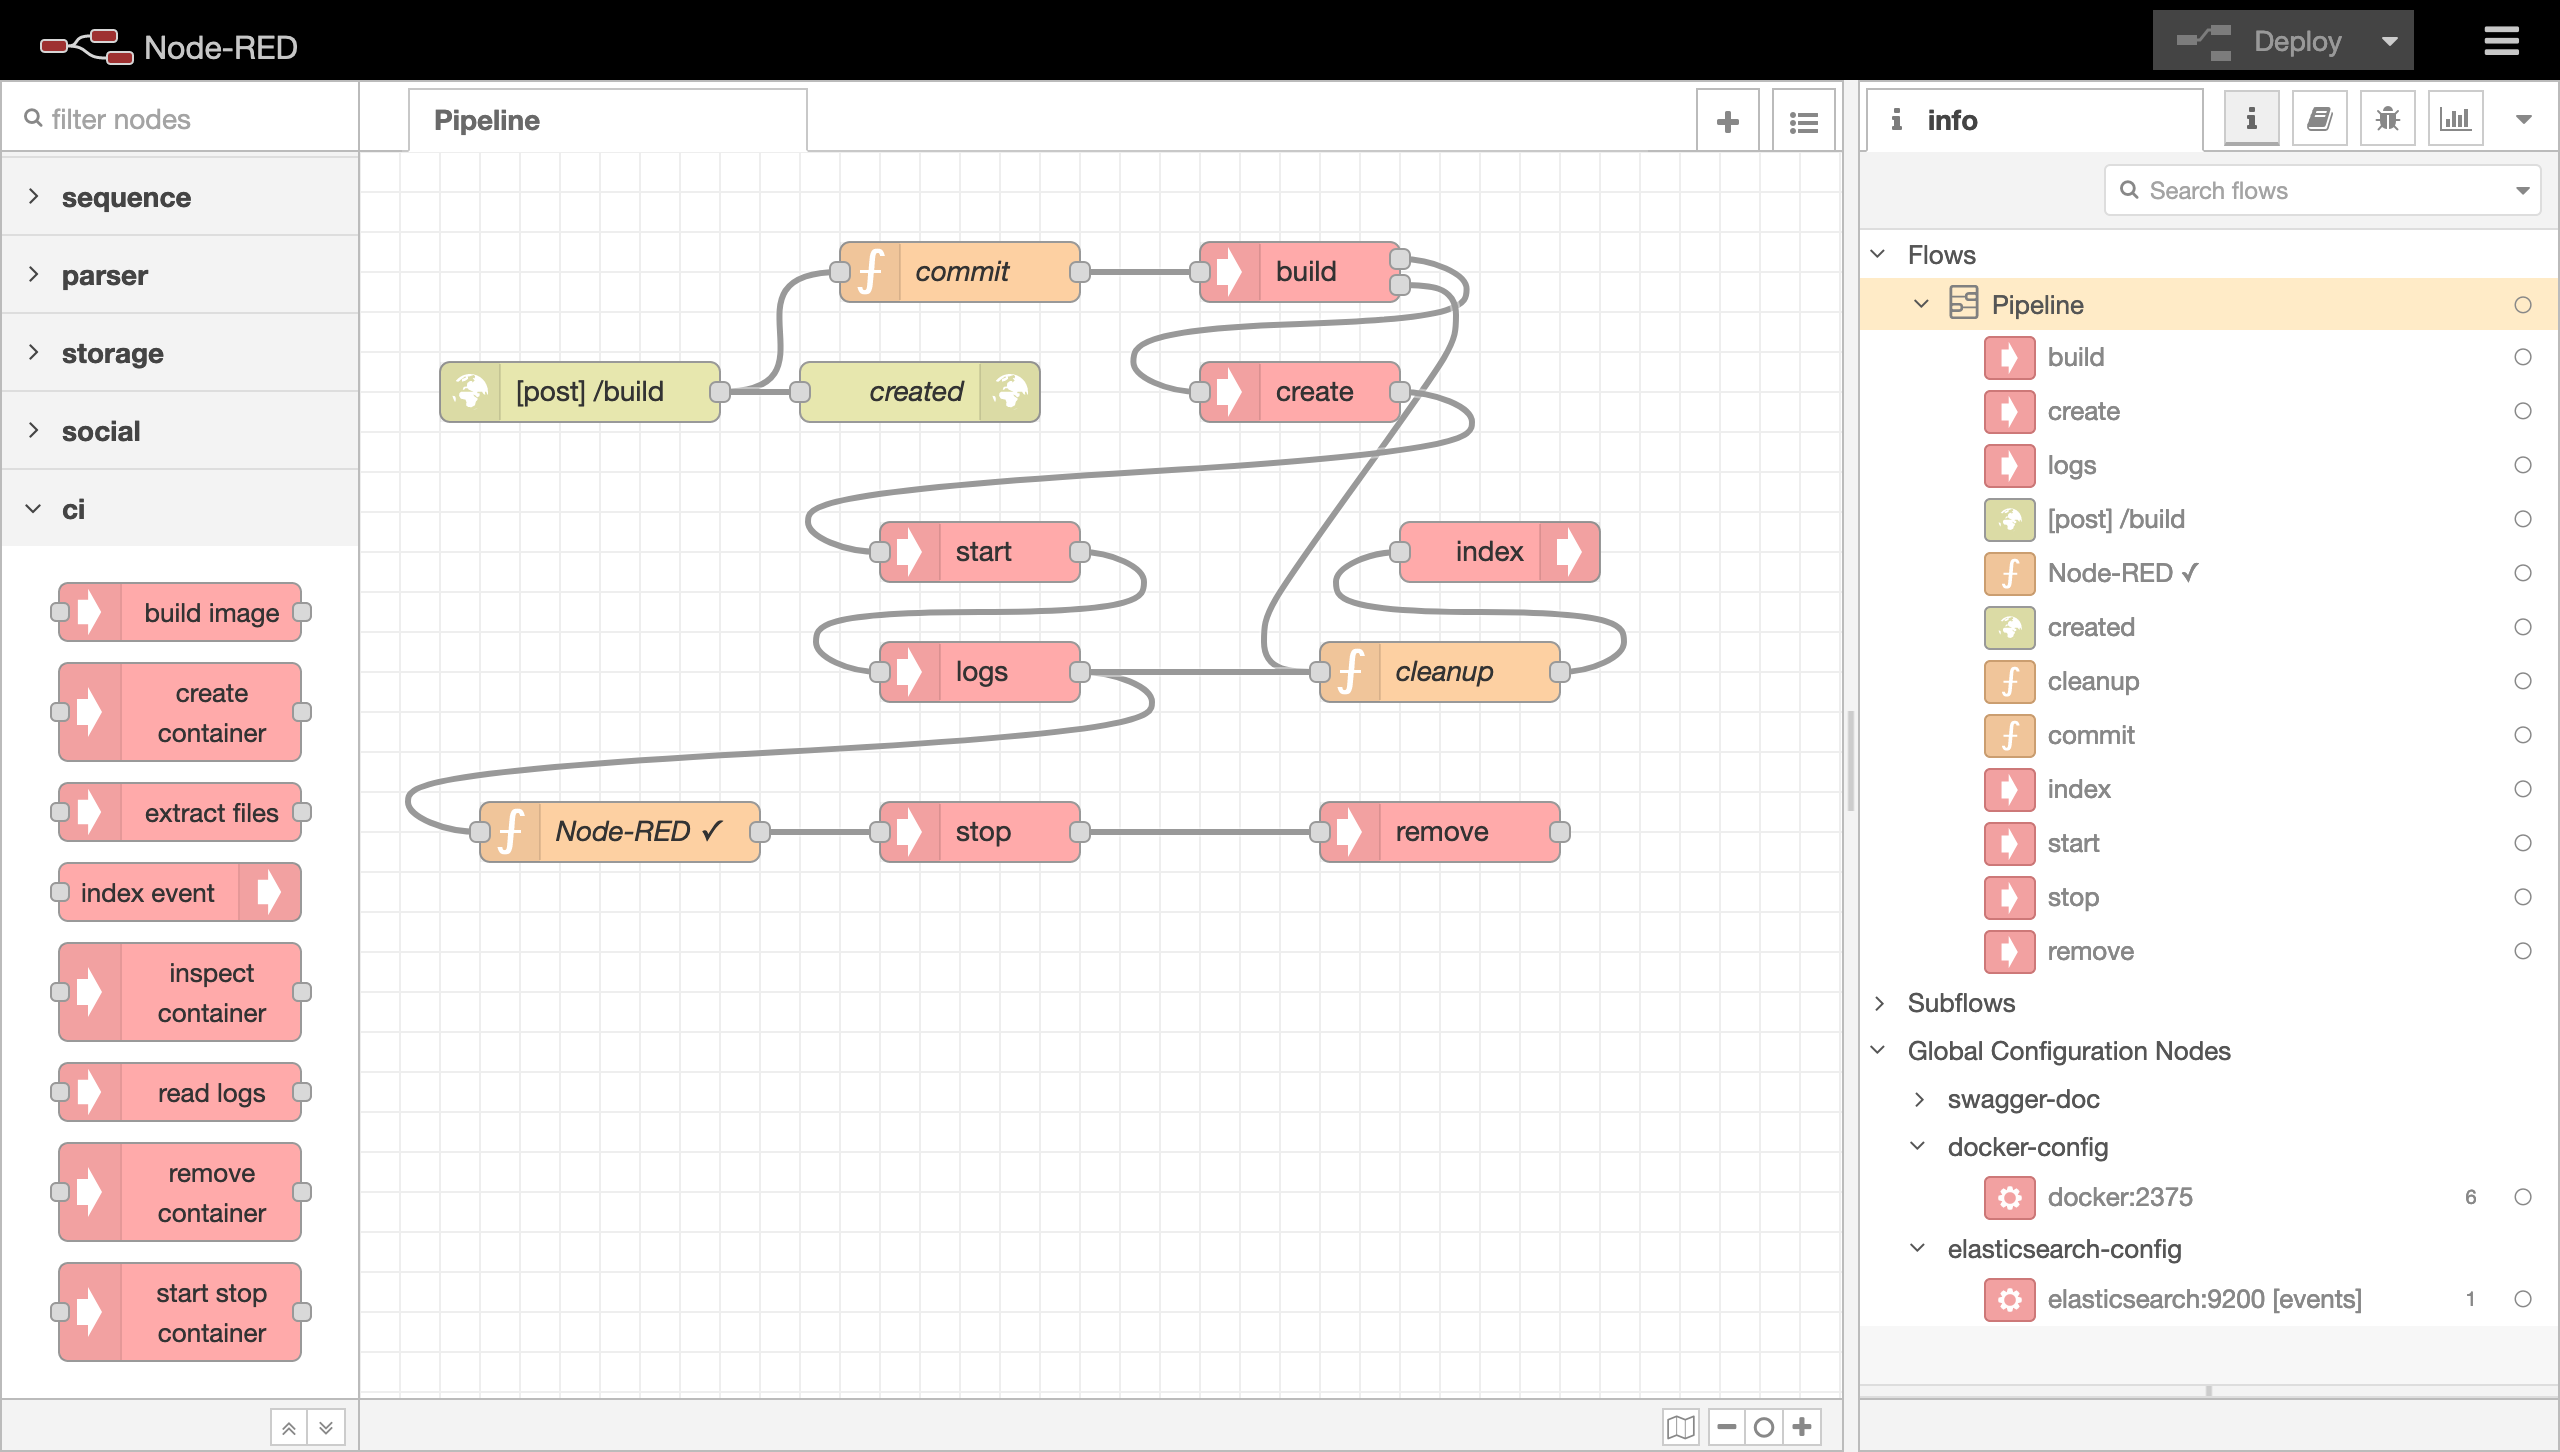 Node-RED
Deploy
filter nodes
sequence
parser
storage
social
ci
build image
create
container
extract files
index event
inspect
container
read logs
remove
container
start stop
container
Pipeline
commit
build
[post] /build
created
create
start
index
logs
cleanup
Node-RED ✓
stop
remove
info
Search flows
Flows
Pipeline
build
create
logs
[post] /build
Node-RED ✓
created
cleanup
commit
index
start
stop
remove
Subflows
Global Configuration Nodes
swagger-doc
docker-config
docker:2375 6
elasticsearch-config
elasticsearch:9200 [events] 1